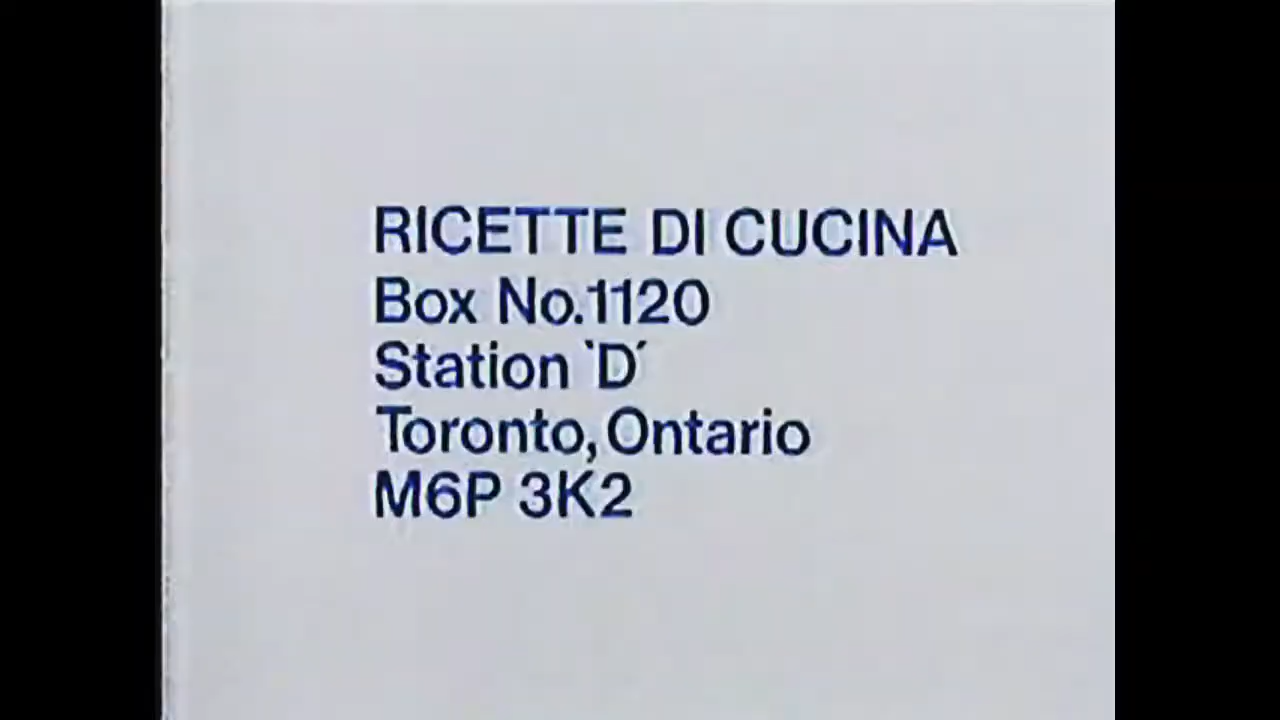 RICETTE DI CUCINA
Box No.1120
Station `D´
Toronto, Ontario
M6P 3K2